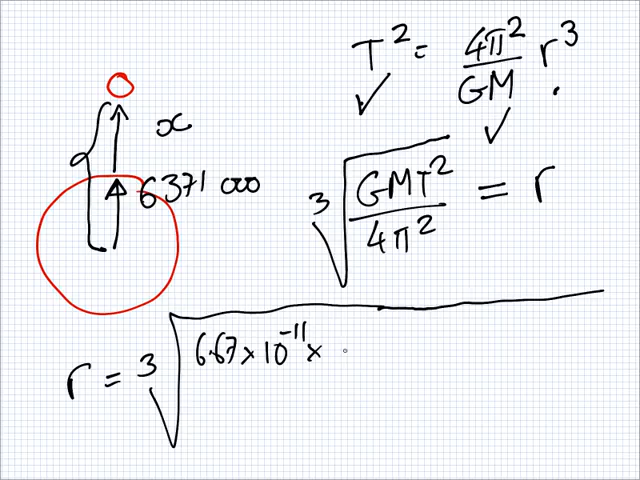 T² = 4π²/GM r³
x
6371 000
∛(GMT²/4π²) = r
r = ∛(6.67 × 10⁻¹¹ ×